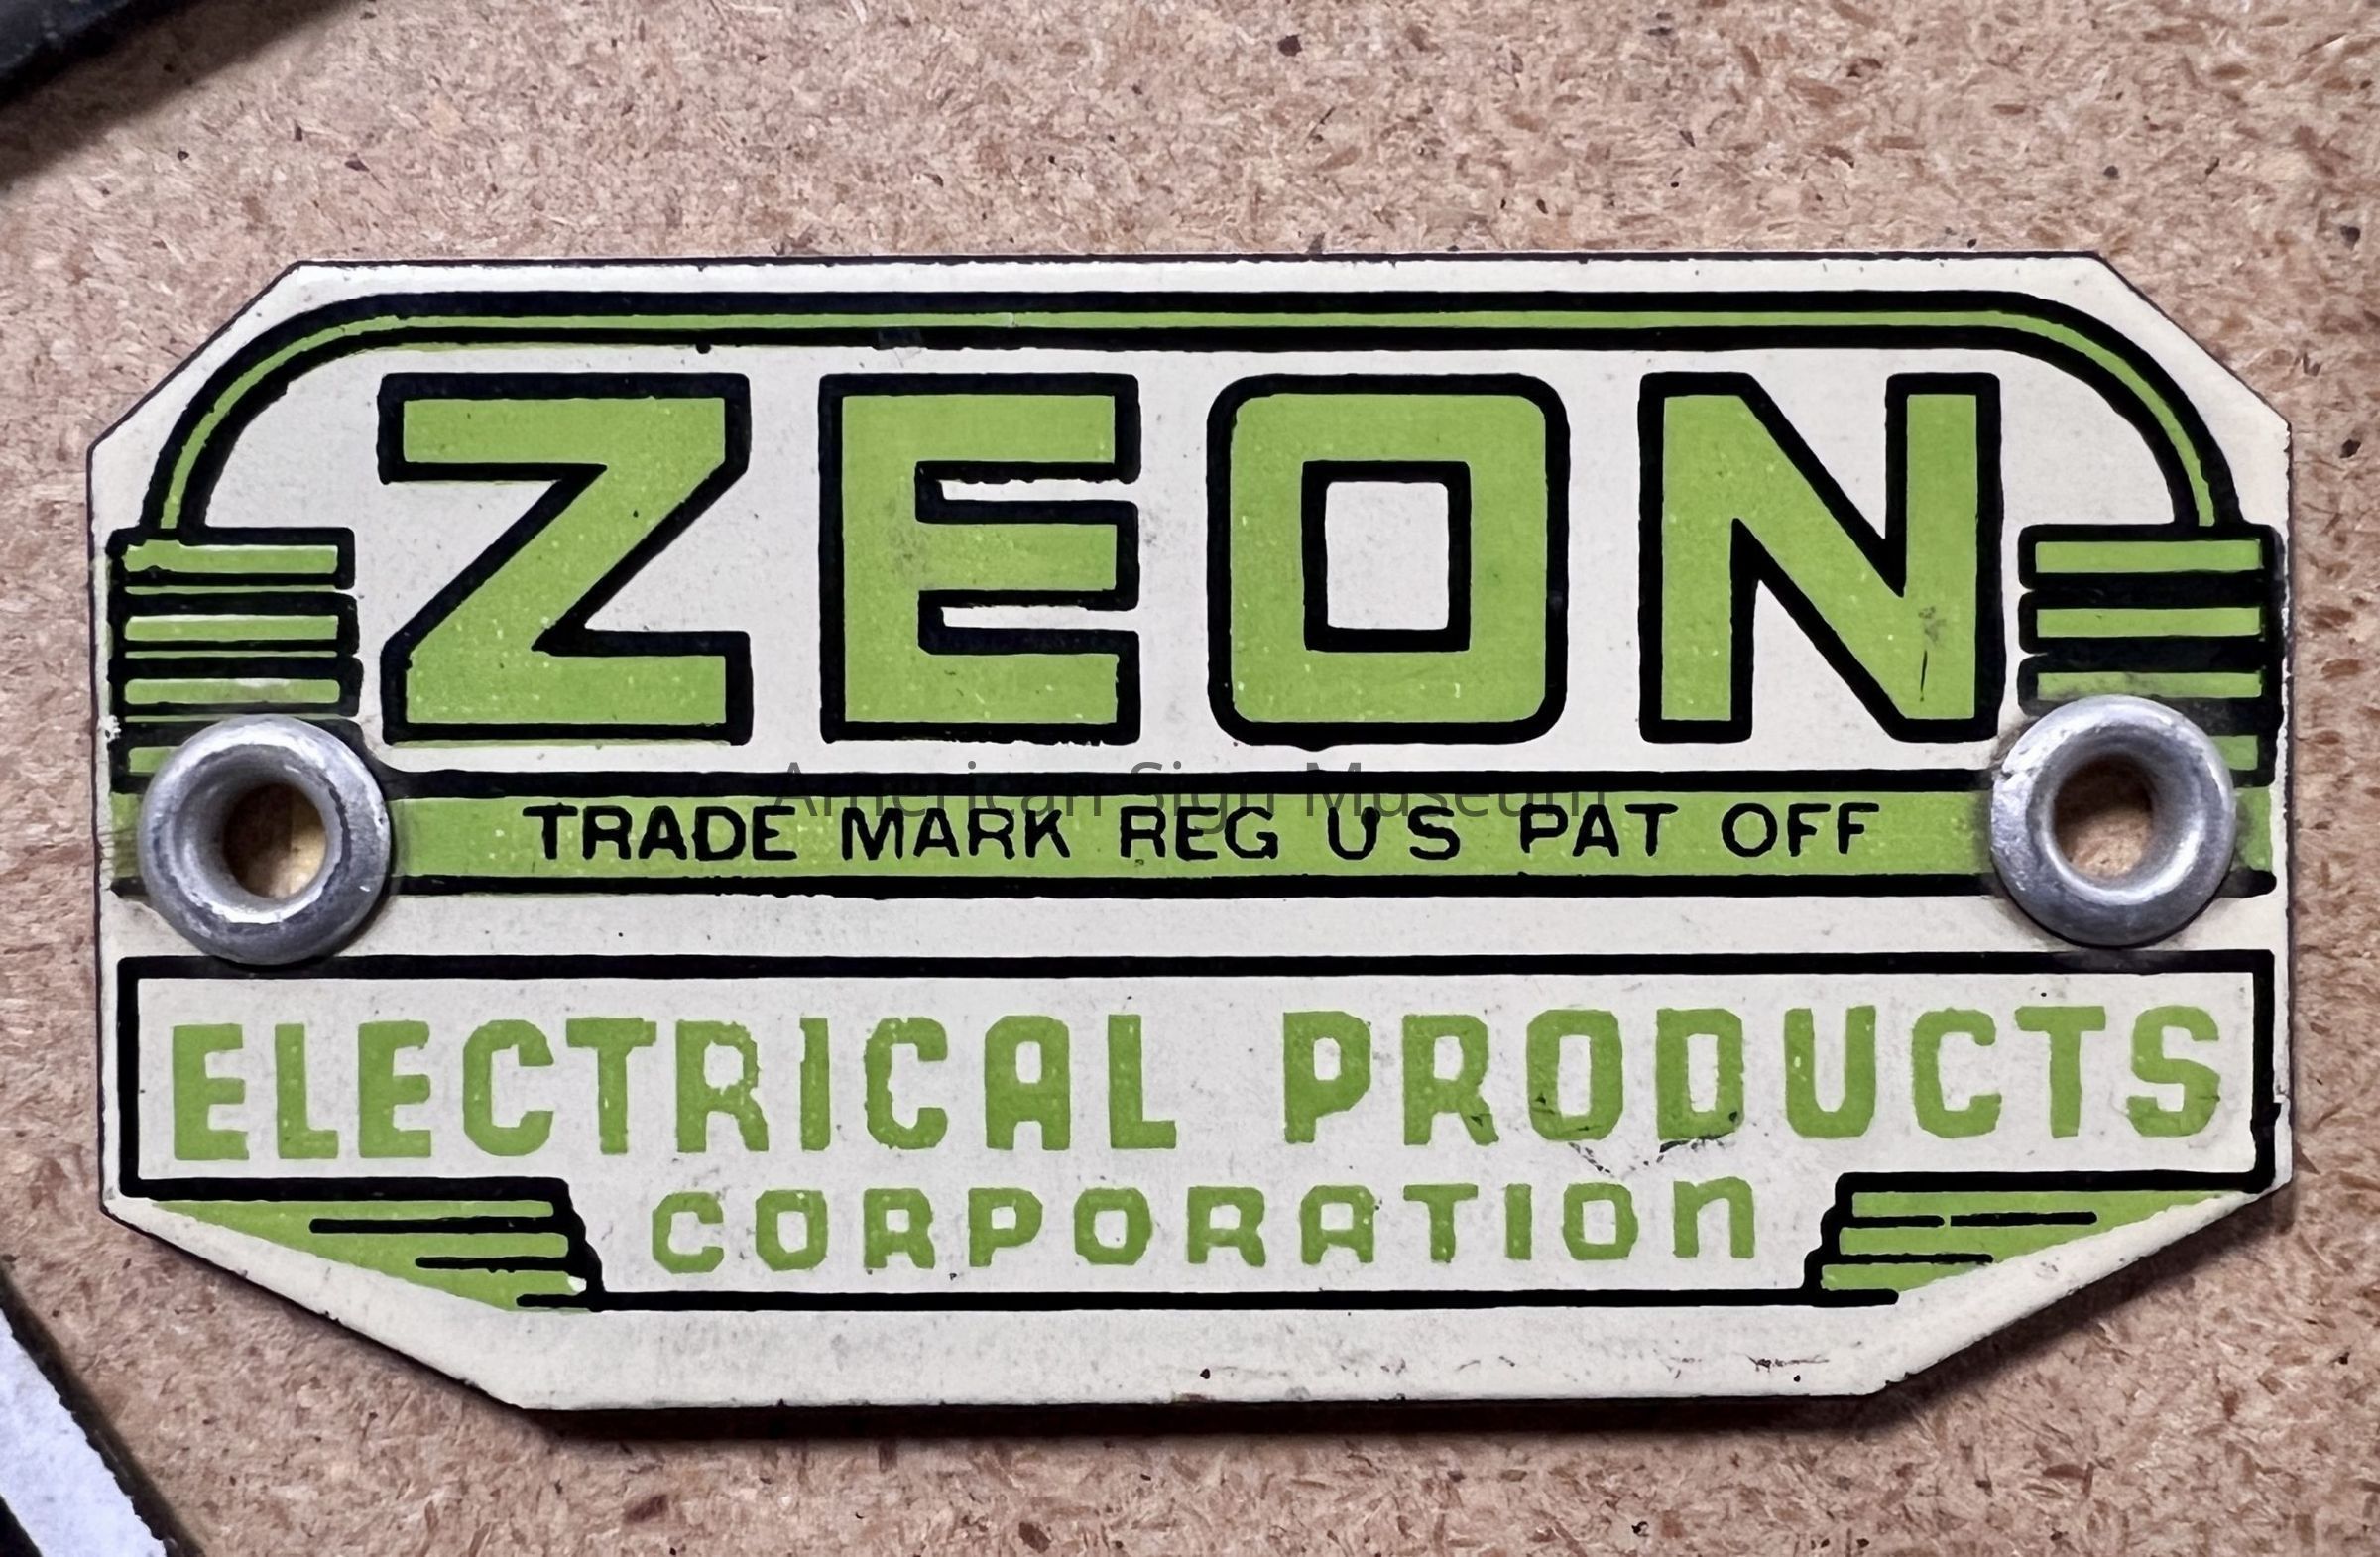 ZEON
American Sign Museum
TRADE MARK REG U S PAT OFF
ELECTRICAL PRODUCTS
CORPORATION